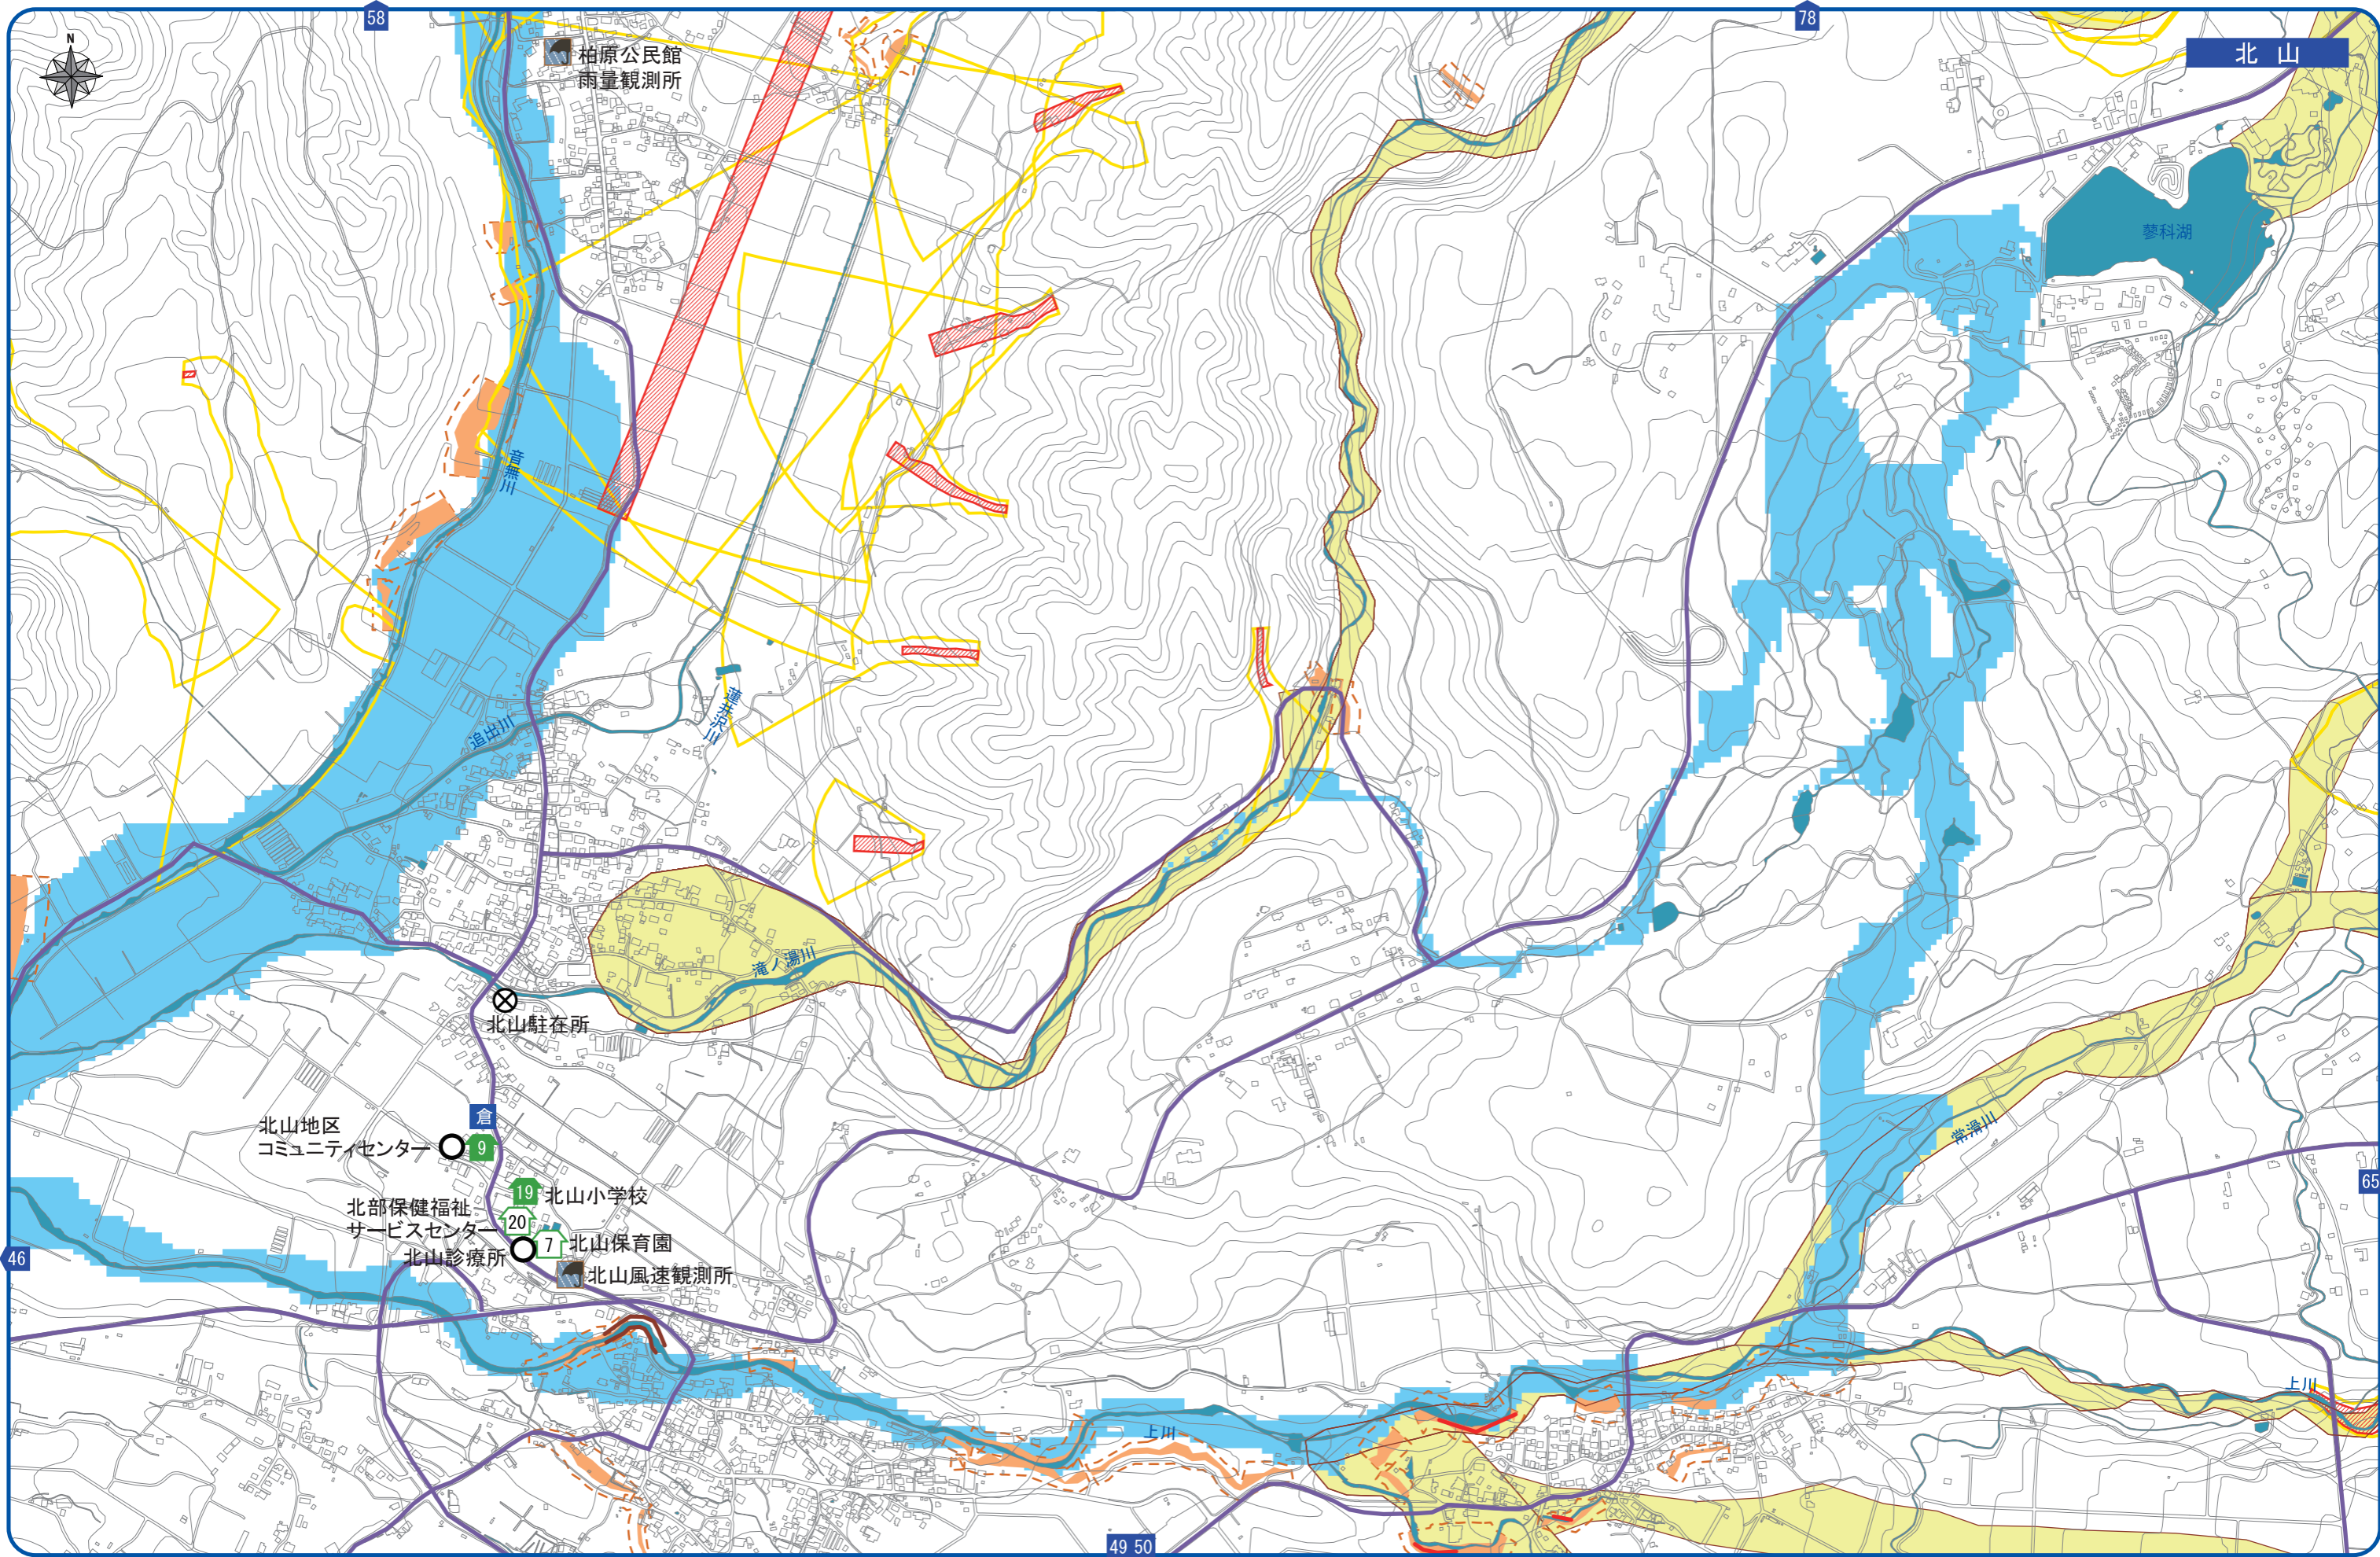 58
78
N
北山
柏原公民館
雨量観測所
蓼科湖
音無川
追出川
蓮井沢川
滝ノ湯川
北山駐在所
倉
北山地区
コミュニティセンター
9
常滑川
65
19
北山小学校
北部保健福祉
サービスセンター
20
7
北山保育園
北山診療所
46
北山風速観測所
上川
上川
49 50